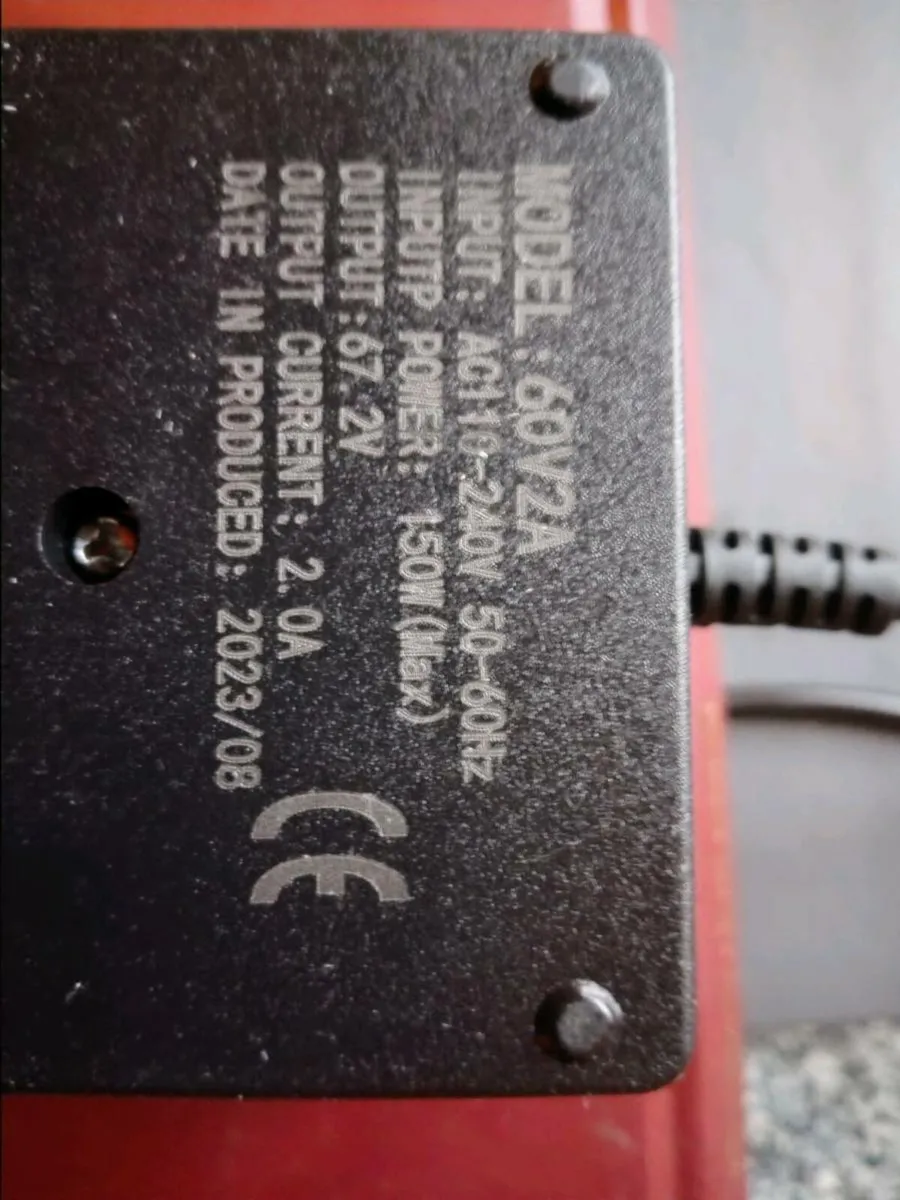 MODEL:60V2A
INPUT: AC110-240V 50-60Hz
INPUTP POWER: 150W(Max)
OUTPUT:67.2V
OUTPUT CURRENT: 2.0A
DATE IN PRODUCED: 2023/08
CE